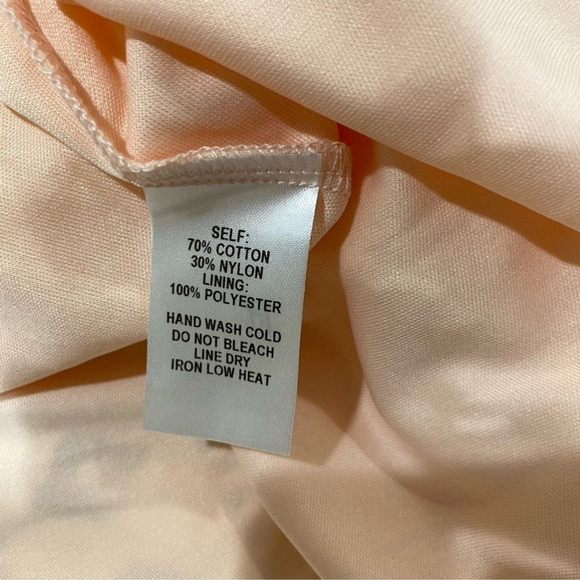 SELF:
70% COTTON
30% NYLON
LINING:
100% POLYESTER
HAND WASH COLD
DO NOT BLEACH
LINE DRY
IRON LOW HEAT